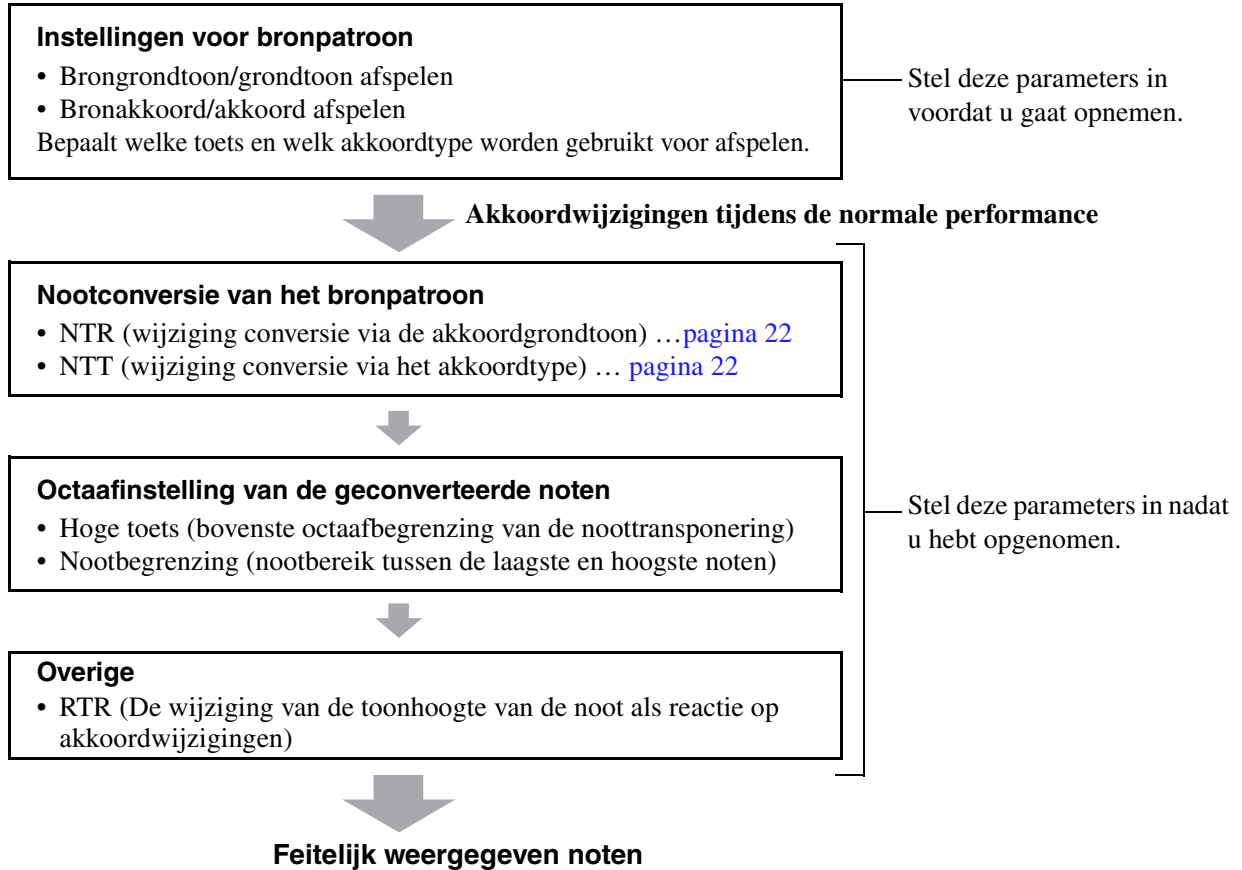 Instellingen voor bronpatroon
• Brongrondtoon/grondtoon afspelen
• Bronakkoord/akkoord afspelen
Bepaalt welke toets en welk akkoordtype worden gebruikt voor afspelen.
Stel deze parameters in
voordat u gaat opnemen.
Akkoordwijzigingen tijdens de normale performance
Nootconversie van het bronpatroon
• NTR (wijziging conversie via de akkoordgrondtoon) …pagina 22
• NTT (wijziging conversie via het akkoordtype) … pagina 22
Octaafinstelling van de geconverteerde noten
• Hoge toets (bovenste octaafbegrenzing van de noottransponering)
• Nootbegrenzing (nootbereik tussen de laagste en hoogste noten)
Stel deze parameters in nadat
u hebt opgenomen.
Overige
• RTR (De wijziging van de toonhoogte van de noot als reactie op
akkoordwijzigingen)
Feitelijk weergegeven noten